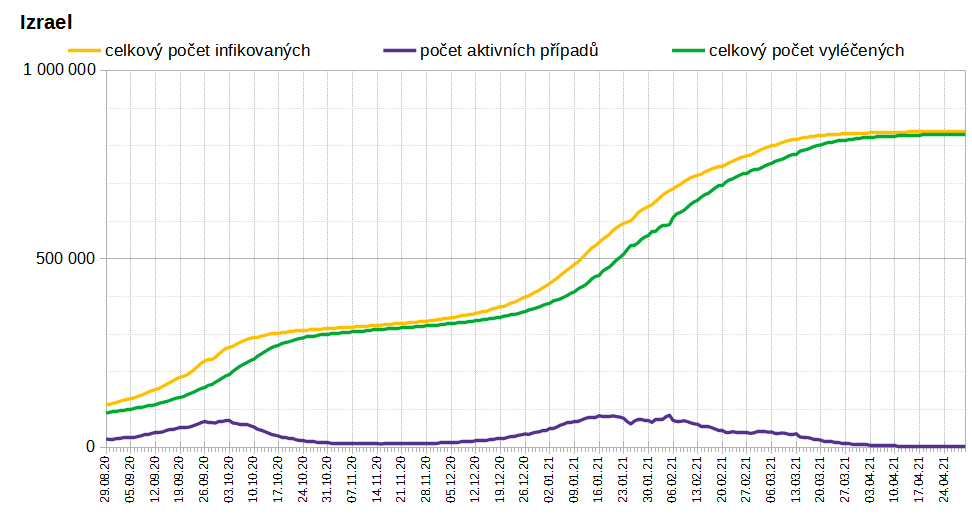 Izrael
celkový počet infikovaných počet aktivních případů celkový počet vyléčených
1 000 000
500 000
0
29.08.20 05.09.20 12.09.20 19.09.20 26.09.20 03.10.20 10.10.20 17.10.20 24.10.20 31.10.20 07.11.20 14.11.20 21.11.20 28.11.20 05.12.20 12.12.20 19.12.20 26.12.20 02.01.21 09.01.21 16.01.21 23.01.21 30.01.21 06.02.21 13.02.21 20.02.21 27.02.21 06.03.21 13.03.21 20.03.21 27.03.21 03.04.21 10.04.21 17.04.21 24.04.21